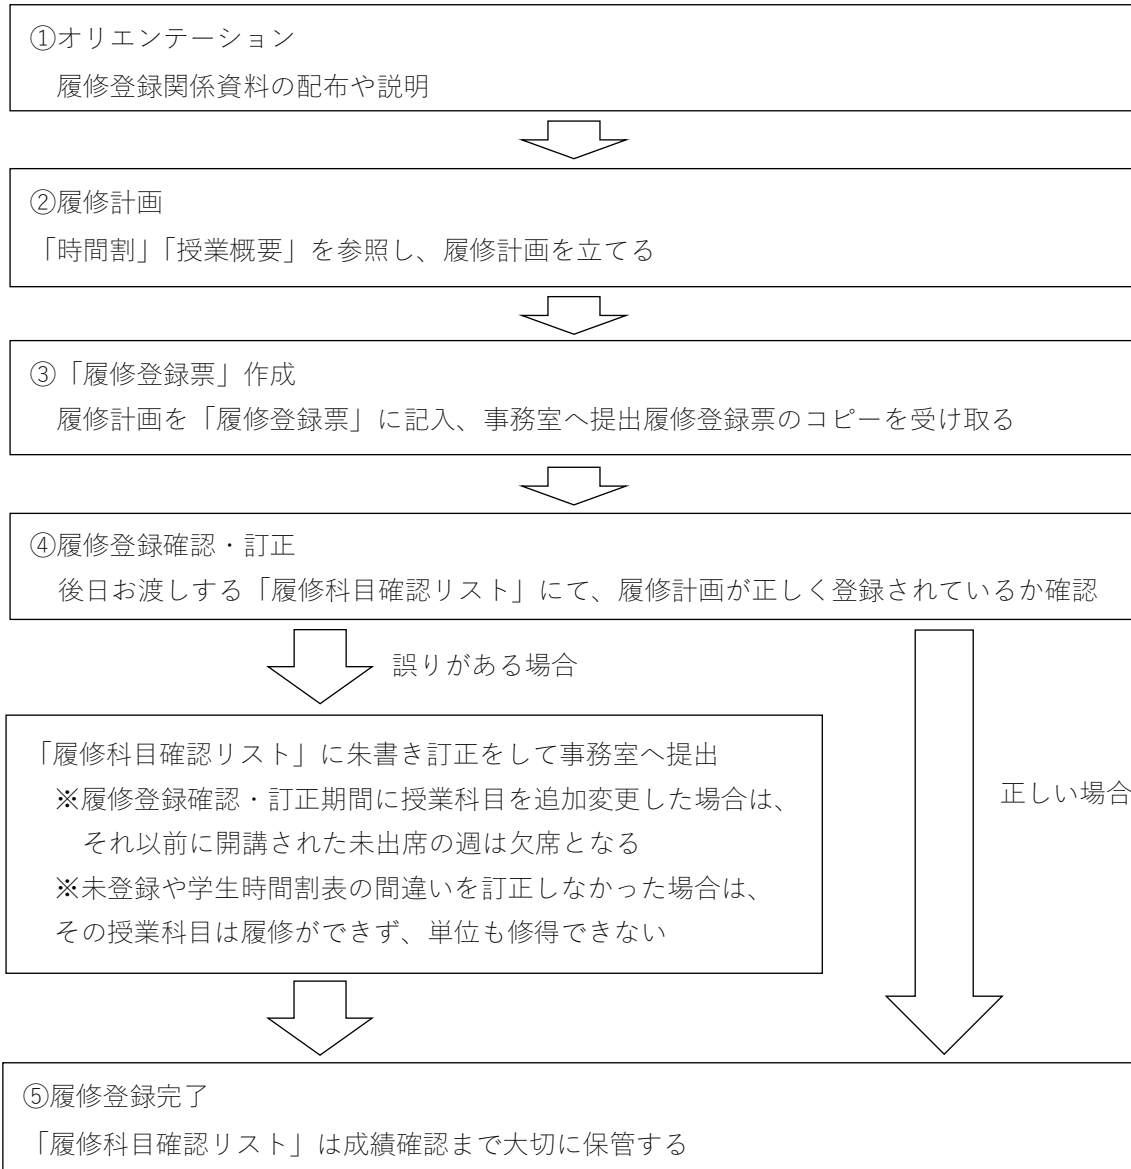 ①オリエンテーション
履修登録関係資料の配布や説明
②履修計画
「時間割」「授業概要」を参照し、履修計画を立てる
③「履修登録票」作成
履修計画を「履修登録票」に記入、事務室へ提出履修登録票のコピーを受け取る
④履修登録確認・訂正
後日お渡しする「履修科目確認リスト」にて、履修計画が正しく登録されているか確認
誤りがある場合
「履修科目確認リスト」に朱書き訂正をして事務室へ提出
※履修登録確認・訂正期間に授業科目を追加変更した場合は、
それ以前に開講された未出席の週は欠席となる
※未登録や学生時間割表の間違いを訂正しなかった場合は、
その授業科目は履修ができず、単位も修得できない
正しい場合
⑤履修登録完了
「履修科目確認リスト」は成績確認まで大切に保管する